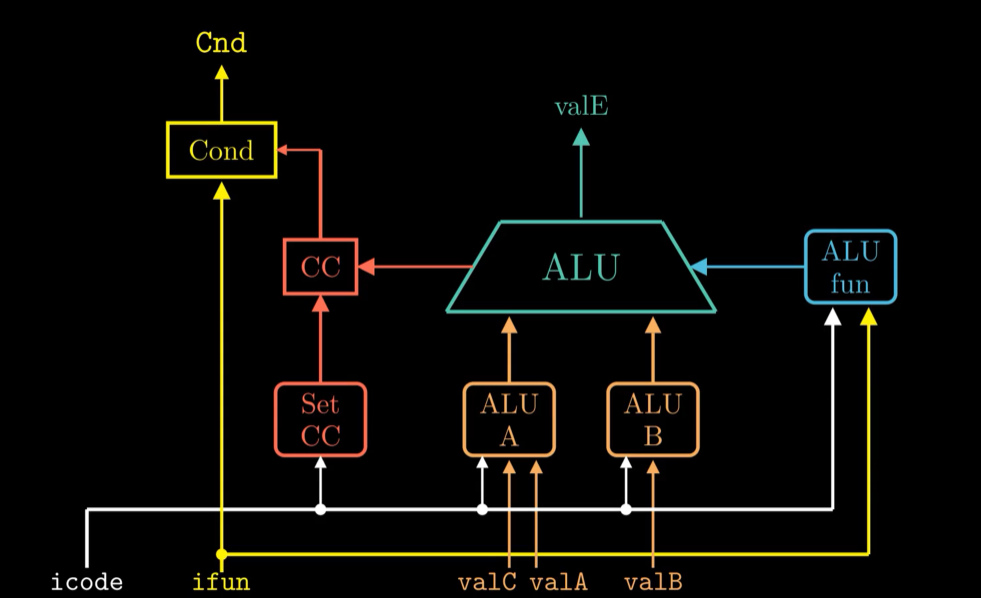 Cnd
valE
Cond
ALU
fun
CC
ALU
Set
CC
ALU
A
ALU
B
icode
ifun
valC
valA
valB